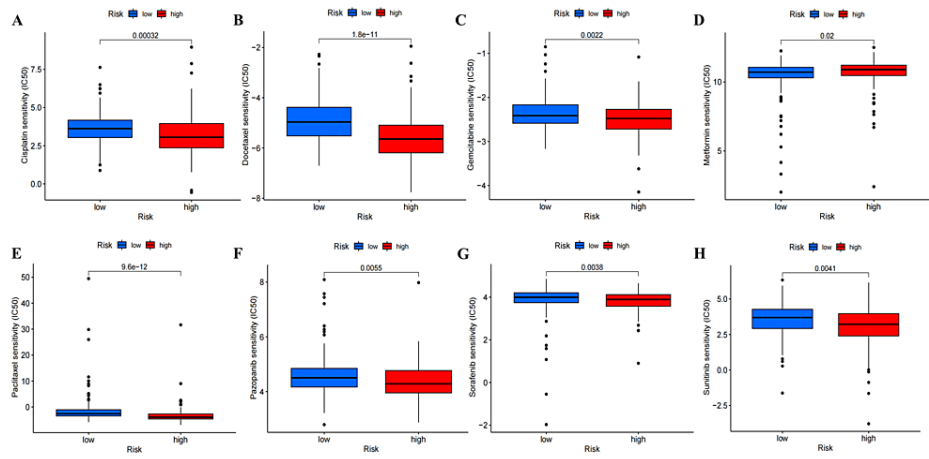 A
Risk low high
0.00032
7.5
5.0
2.5
0.0
Cisplatin sensitivity (IC50)
low high
Risk
B
Risk low high
1.8e-11
−2
−4
−6
−8
Docetaxel sensitivity (IC50)
low high
Risk
C
Risk low high
0.0022
−1
−2
−3
−4
Gemcitabine sensitivity (IC50)
low high
Risk
D
Risk low high
0.02
10
5
Metformin sensitivity (IC50)
low high
Risk
E
Risk low high
9.6e-12
50
40
30
20
10
0
Paclitaxel sensitivity (IC50)
low high
Risk
F
Risk low high
0.0055
8
6
4
Pazopanib sensitivity (IC50)
low high
Risk
G
Risk low high
0.0038
4
2
0
−2
Sorafenib sensitivity (IC50)
low high
Risk
H
Risk low high
0.0041
5.0
2.5
0.0
−2.5
Sunitinib sensitivity (IC50)
low high
Risk